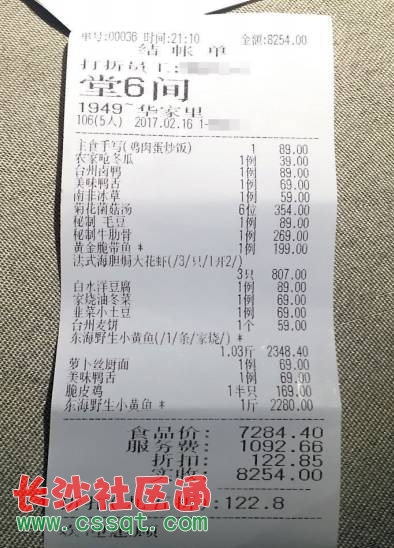 单号:00036 时间:21:10 金额:8254.00
结帐单
打折员工:
堂6间
1949~华家里
106(5人) 2017.02.16 1-
主食手写(鸡肉蛋炒饭) 1 89.00
农家呛冬瓜 1例 39.00
台州卤鸭 1例 89.00
美味鸭舌 1例 69.00
南非冰草 1例 59.00
菊花菌菇汤 6位 354.00
秘制 毛豆 1例 89.00
秘制牛肋骨 1例 269.00
黄金脆带鱼 * 1例 199.00
法式海胆焗大花虾(/3/只/1开2/)
3只 807.00
白水洋豆腐 1例 89.00
家烧油冬菜 1例 69.00
韭菜小土豆 1例 69.00
台州麦饼 1个 59.00
东海野生小黄鱼(/1/条/家烧/) *
1.03斤 2348.40
萝卜丝厨面 1例 69.00
美味鸭舌 1例 69.00
脆皮鸡 1半只 169.00
东海野生小黄鱼 * 1斤 2280.00
食品价: 7284.40
服务费: 1092.66
折扣: 122.85
实收: 8254.00
:122.8
长沙社区通
www.cssqt.com